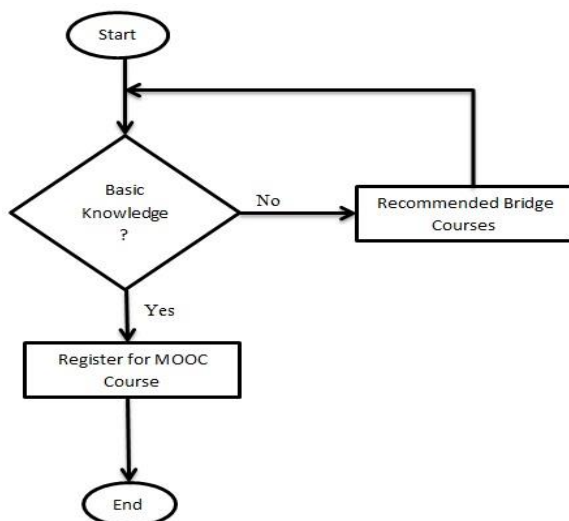 Start
Basic
Knowledge
?
No
Recommended Bridge
Courses
Yes
Register for MOOC
Course
End